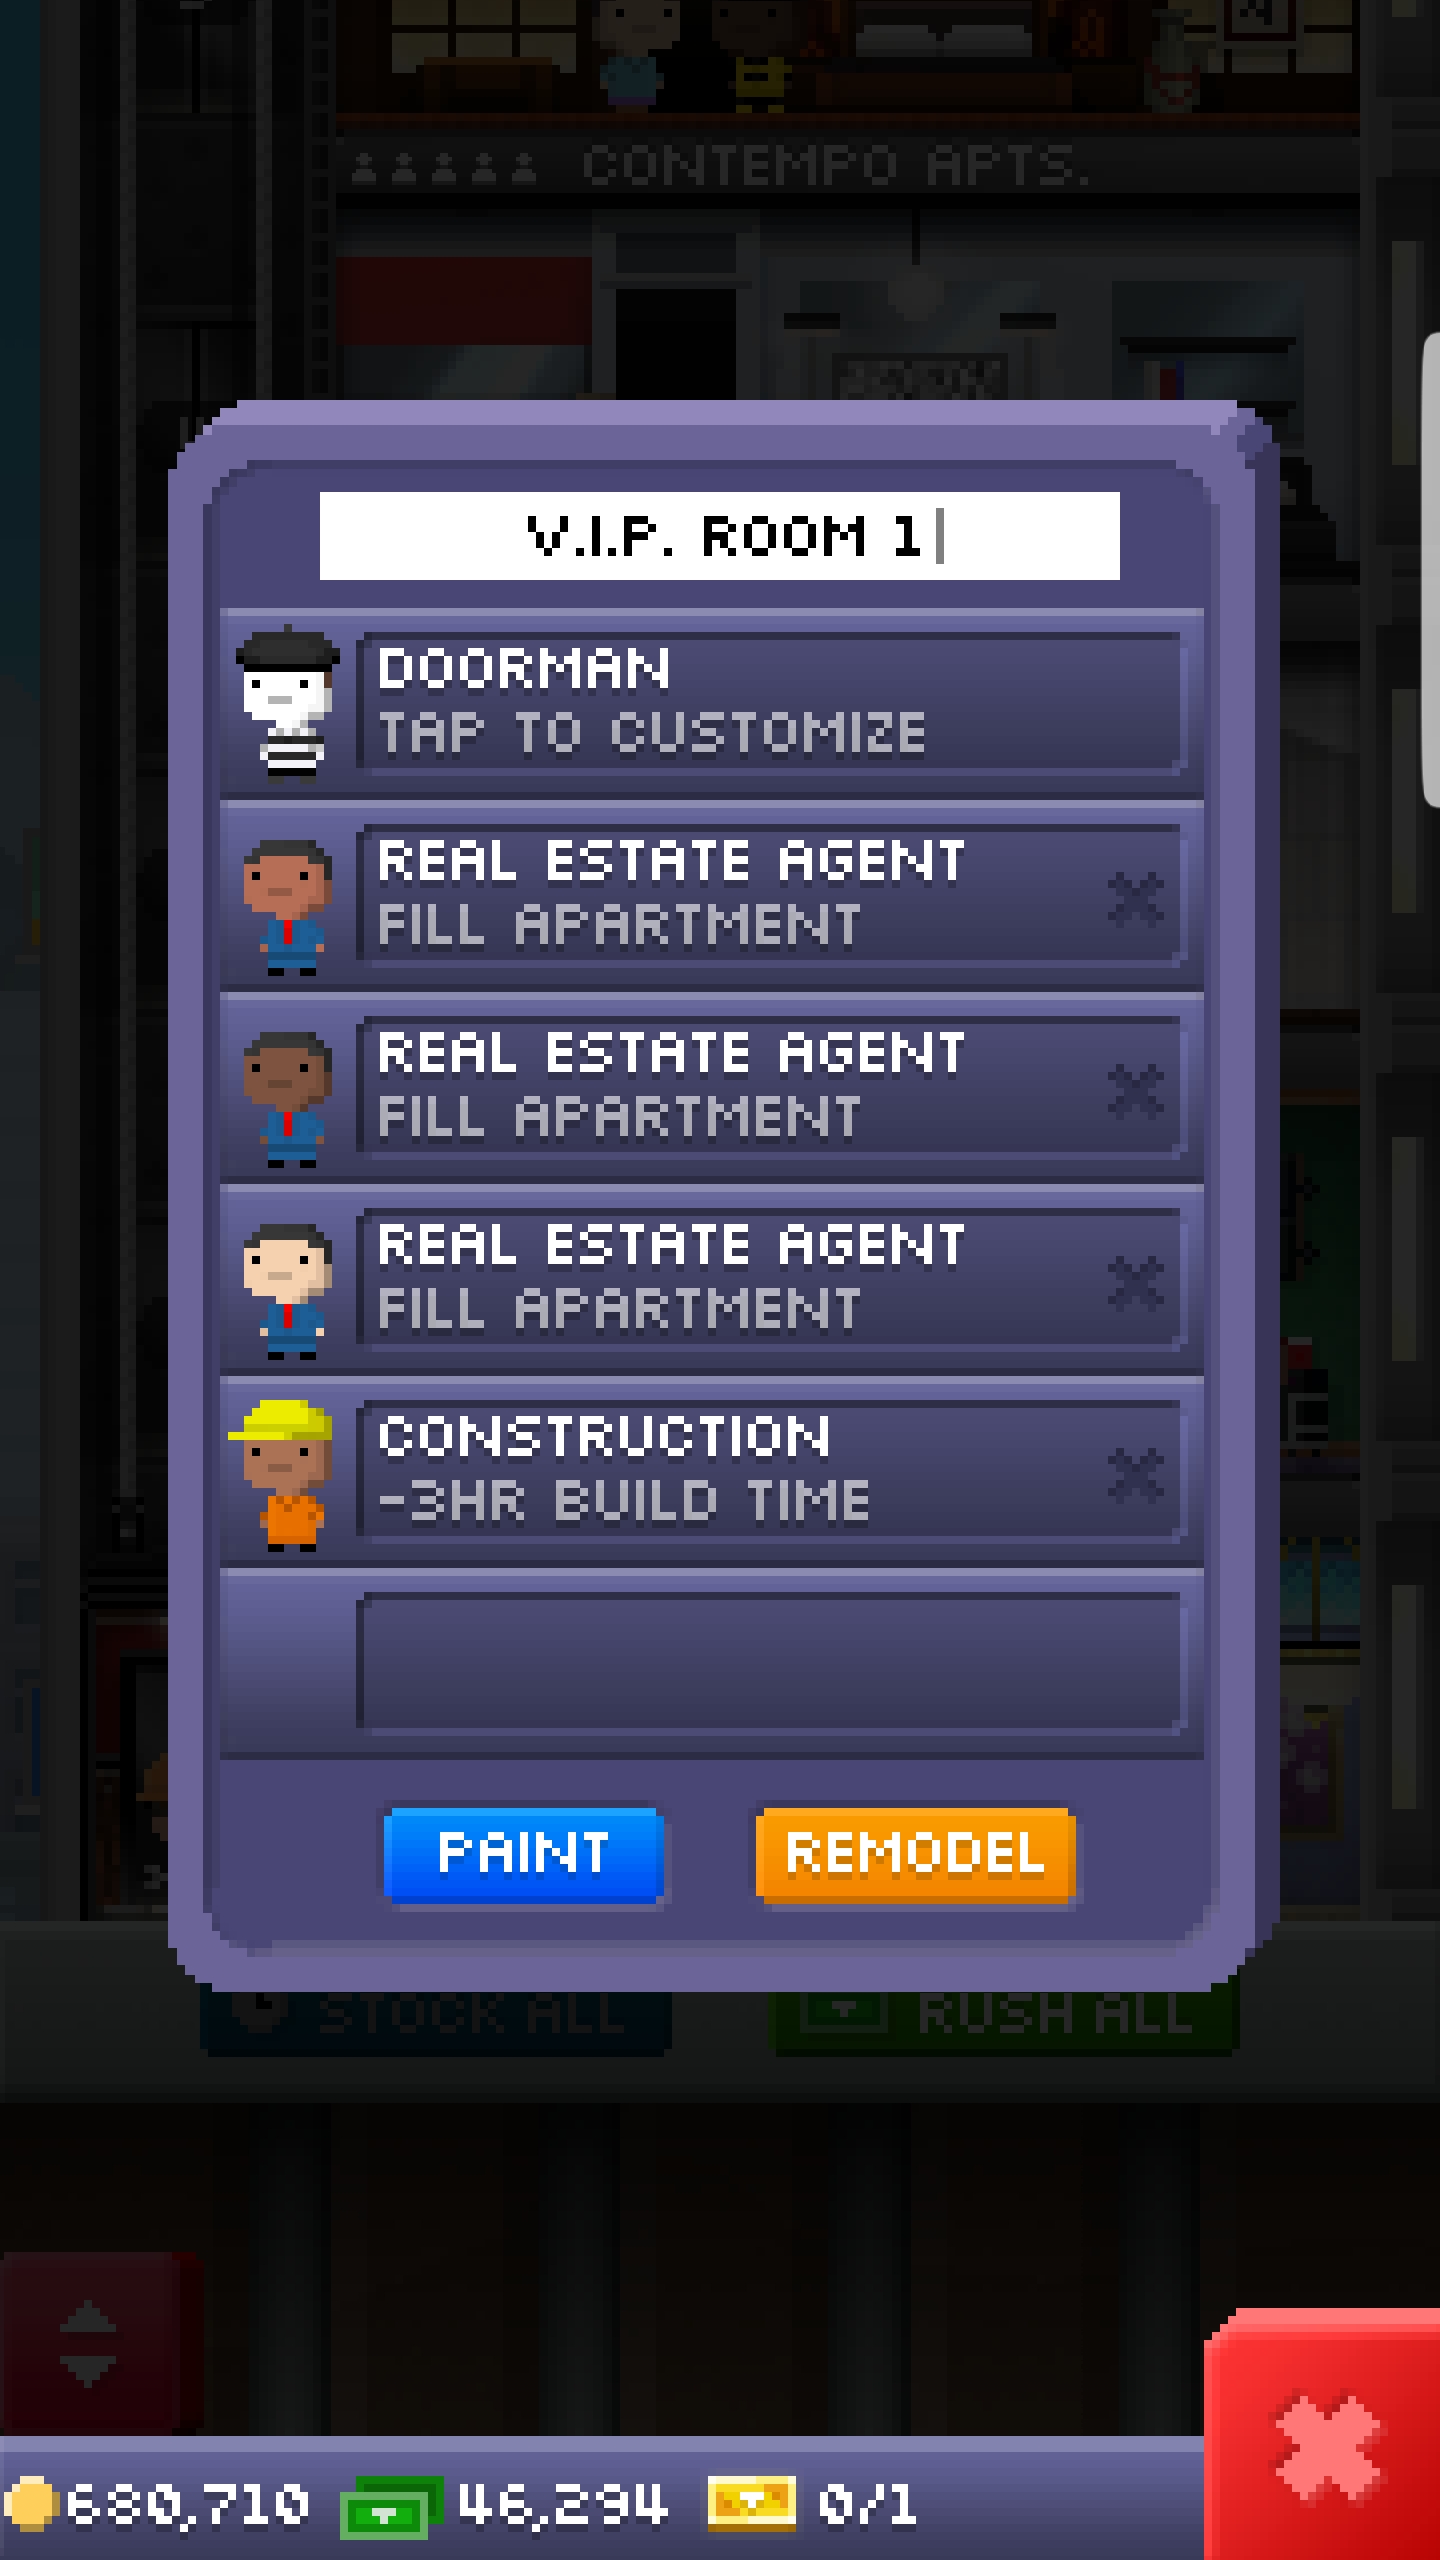 CONTEMPO APTS.
V.I.P. ROOM 1
DOORMAN
TAP TO CUSTOMIZE
REAL ESTATE AGENT
FILL APARTMENT
REAL ESTATE AGENT
FILL APARTMENT
REAL ESTATE AGENT
FILL APARTMENT
CONSTRUCTION
-3HR BUILD TIME
PAINT REMODEL
STOCK ALL RUSH ALL
680,710 46,294 0/1